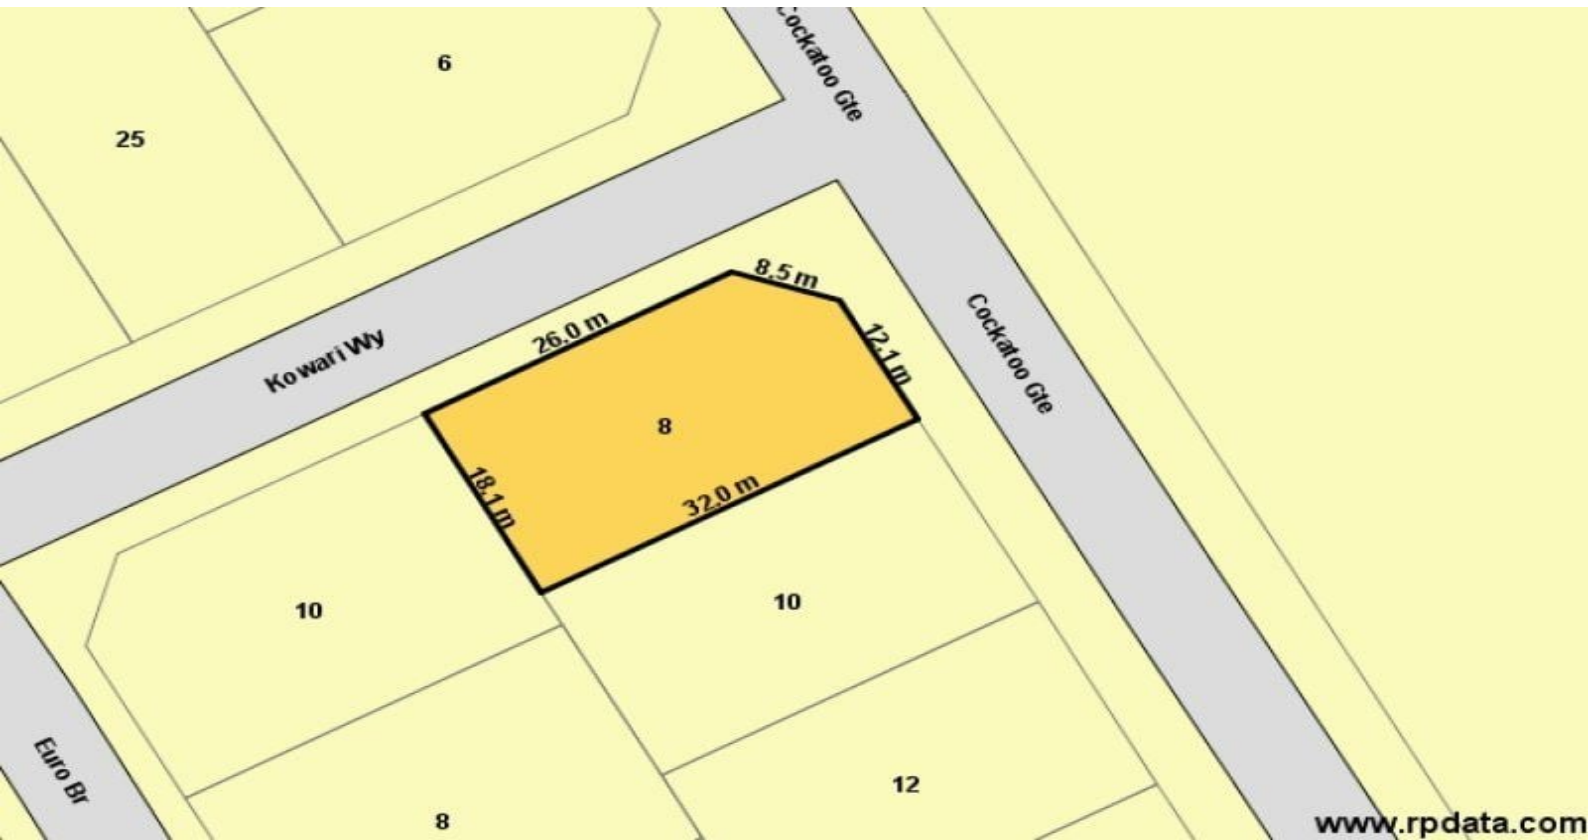 Cockatoo Gte
6
25
8.5 m
26.0 m
12.1 m
Cockatoo Gte
Kowari Wy
8
18.1 m
32.0 m
10
10
Euro Br
12
8
www.rpdata.com